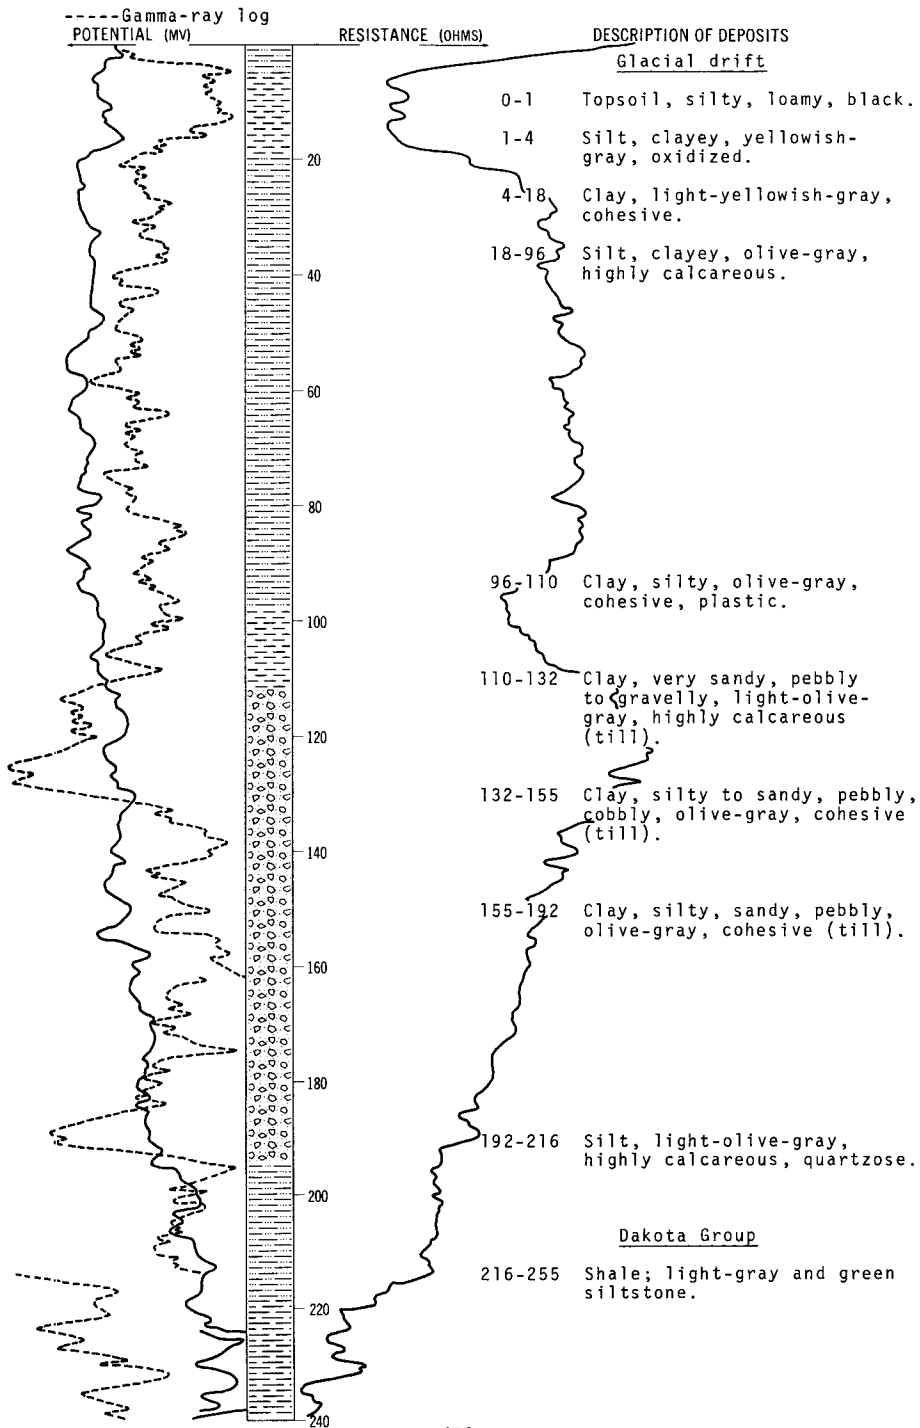 -----Gamma-ray log
POTENTIAL (MV) RESISTANCE (OHMS) DESCRIPTION OF DEPOSITS
Glacial drift
0-1 Topsoil, silty, loamy, black.
1-4 Silt, clayey, yellowish-
gray, oxidized.
20
4-18 Clay, light-yellowish-gray,
cohesive.
18-96 Silt, clayey, olive-gray,
highly calcareous.
40
60
80
96-110 Clay, silty, olive-gray,
cohesive, plastic.
100
110-132 Clay, very sandy, pebbly
to gravelly, light-olive-
gray, highly calcareous
(till).
120
132-155 Clay, silty to sandy, pebbly,
cobbly, olive-gray, cohesive
(till).
140
155-192 Clay, silty, sandy, pebbly,
olive-gray, cohesive (till).
160
180
192-216 Silt, light-olive-gray,
highly calcareous, quartzose.
200
Dakota Group
216-255 Shale; light-gray and green
siltstone.
220
240